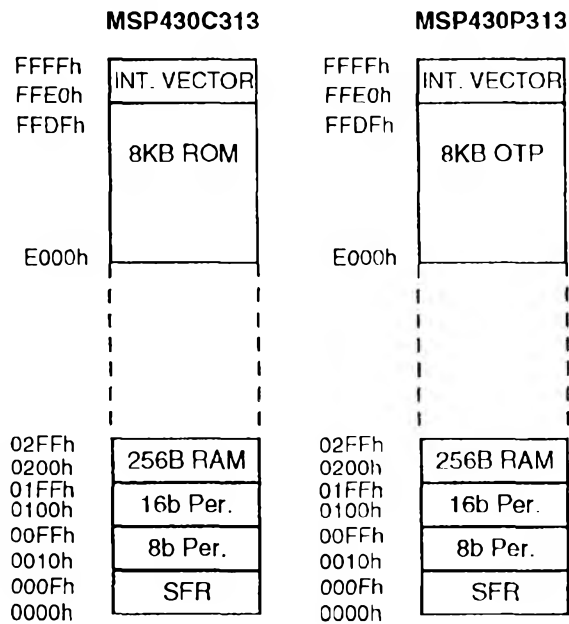 MSP430C313
FFFFh
INT. VECTOR
FFE0h
FFDFh
8KB ROM
E000h
02FFh
256B RAM
0200h
01FFh
16b Per.
0100h
00FFh
8b Per.
0010h
000Fh
SFR
0000h
MSP430P313
FFFFh
INT. VECTOR
FFE0h
FFDFh
8KB OTP
E000h
02FFh
256B RAM
0200h
01FFh
16b Per.
0100h
00FFh
8b Per.
0010h
000Fh
SFR
0000h